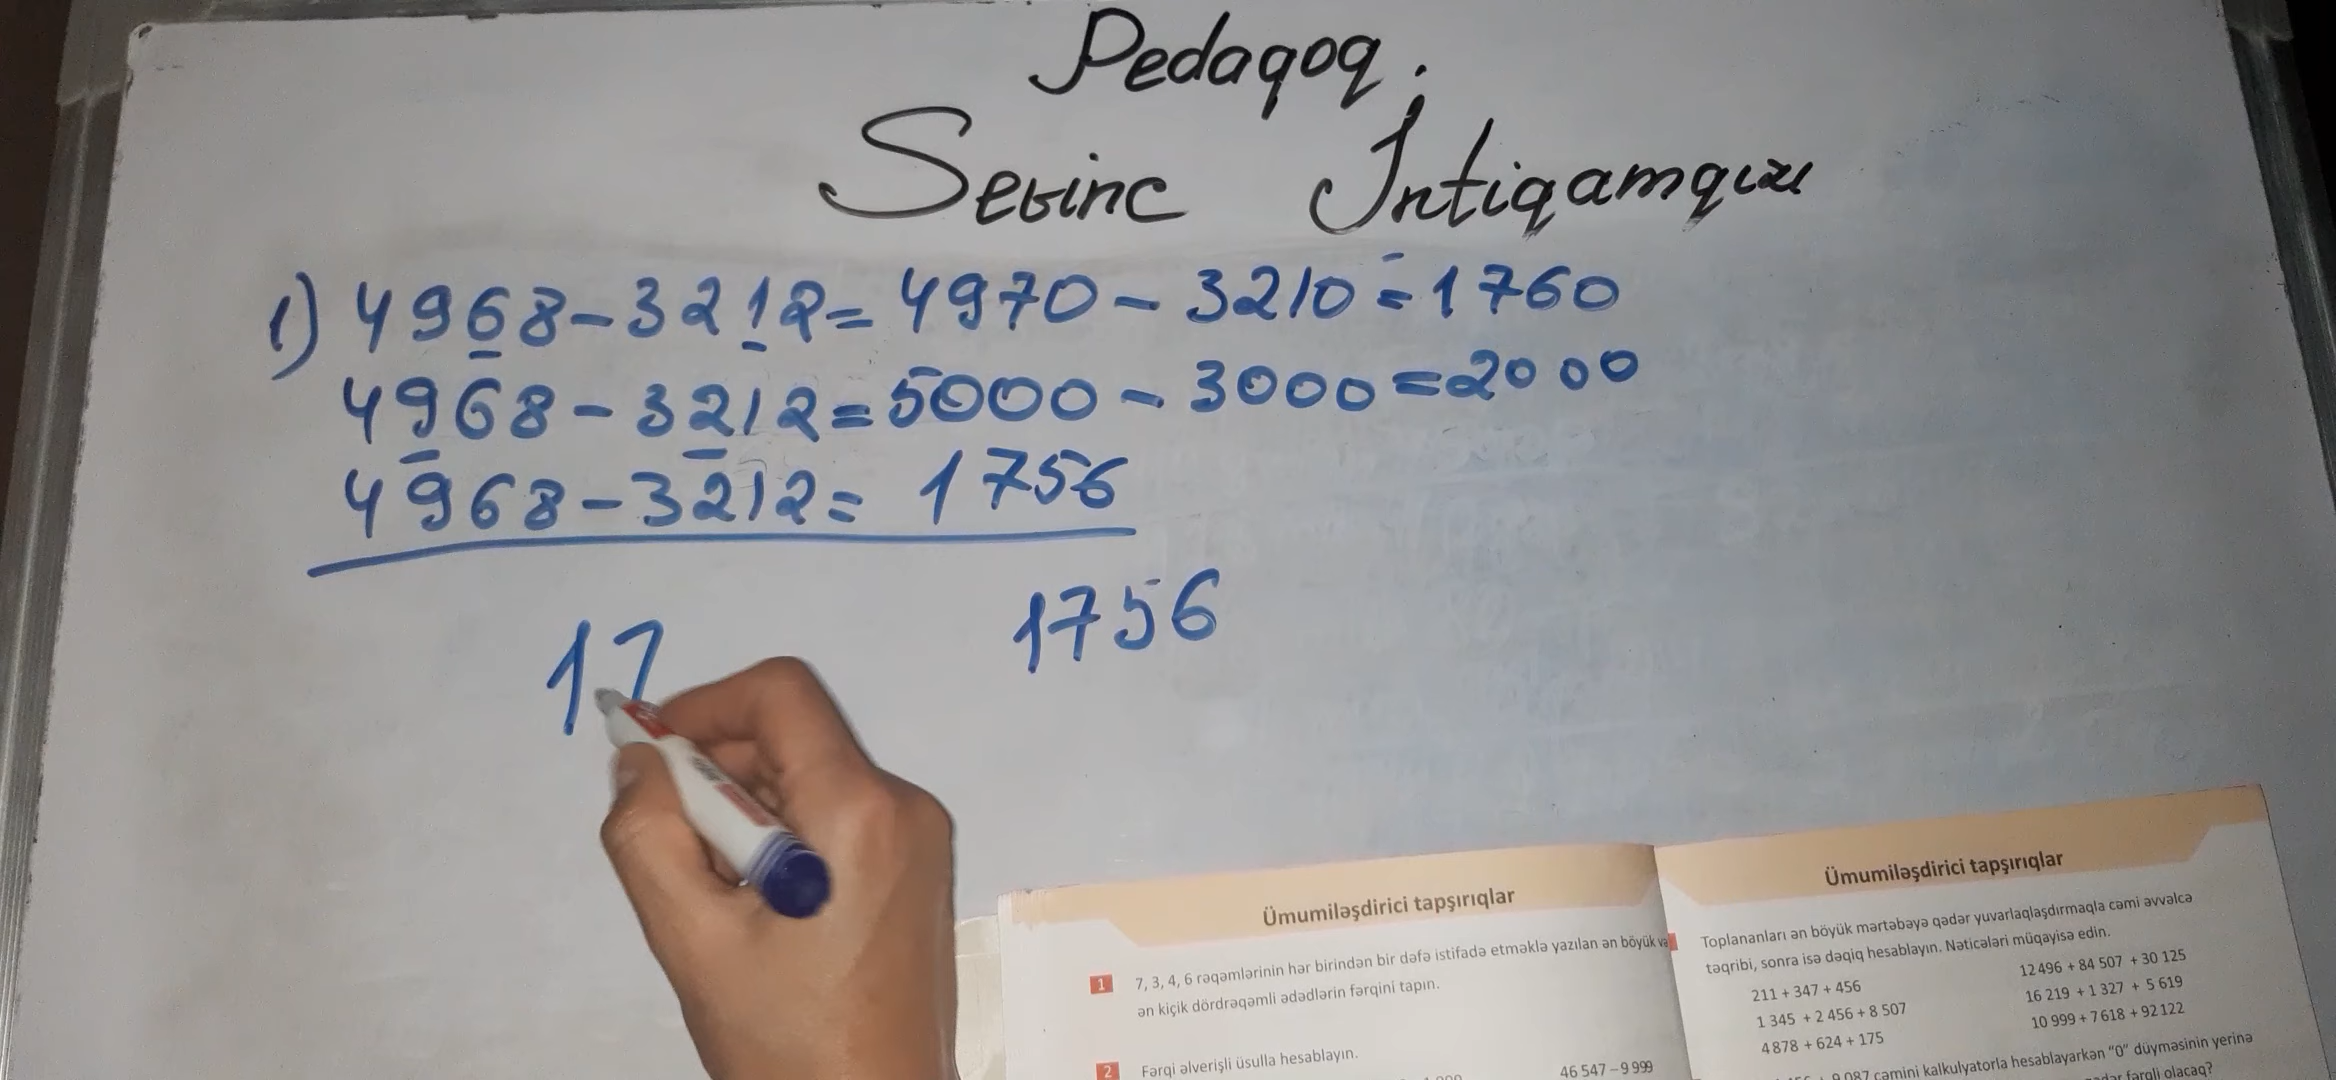 Pedaqoq.
Sevinc İntiqamqızı
1) 4968-3212= 4970-3210=1760
4968-3212=5000-3000=2000
4968-3212= 1756
1756
17
Ümumiləşdirici tapşırıqlar
1 7, 3, 4, 6 rəqəmlərinin hər birindən bir dəfə istifadə etməklə yazılan ən böyük və
ən kiçik dördrəqəmli ədədlərin fərqini tapın.
2 Fərqi əlverişli üsulla hesablayın.
46 547 – 9 999
Ümumiləşdirici tapşırıqlar
Toplananları ən böyük mərtəbəyə qədər yuvarlaqlaşdırmaqla cəmi əvvəlcə
təqribi, sonra isə dəqiq hesablayın. Nəticələri müqayisə edin.
211 + 347 + 456
12 496 + 84 507 + 30 125
1 345 + 2 456 + 8 507
16 219 + 1 327 + 5 619
4 878 + 624 + 175
10 999 + 7 618 + 92 122
+ 9 087 cəmini kalkulyatorla hesablayarkən "0" düyməsinin yerinə
fərqli olacaq?